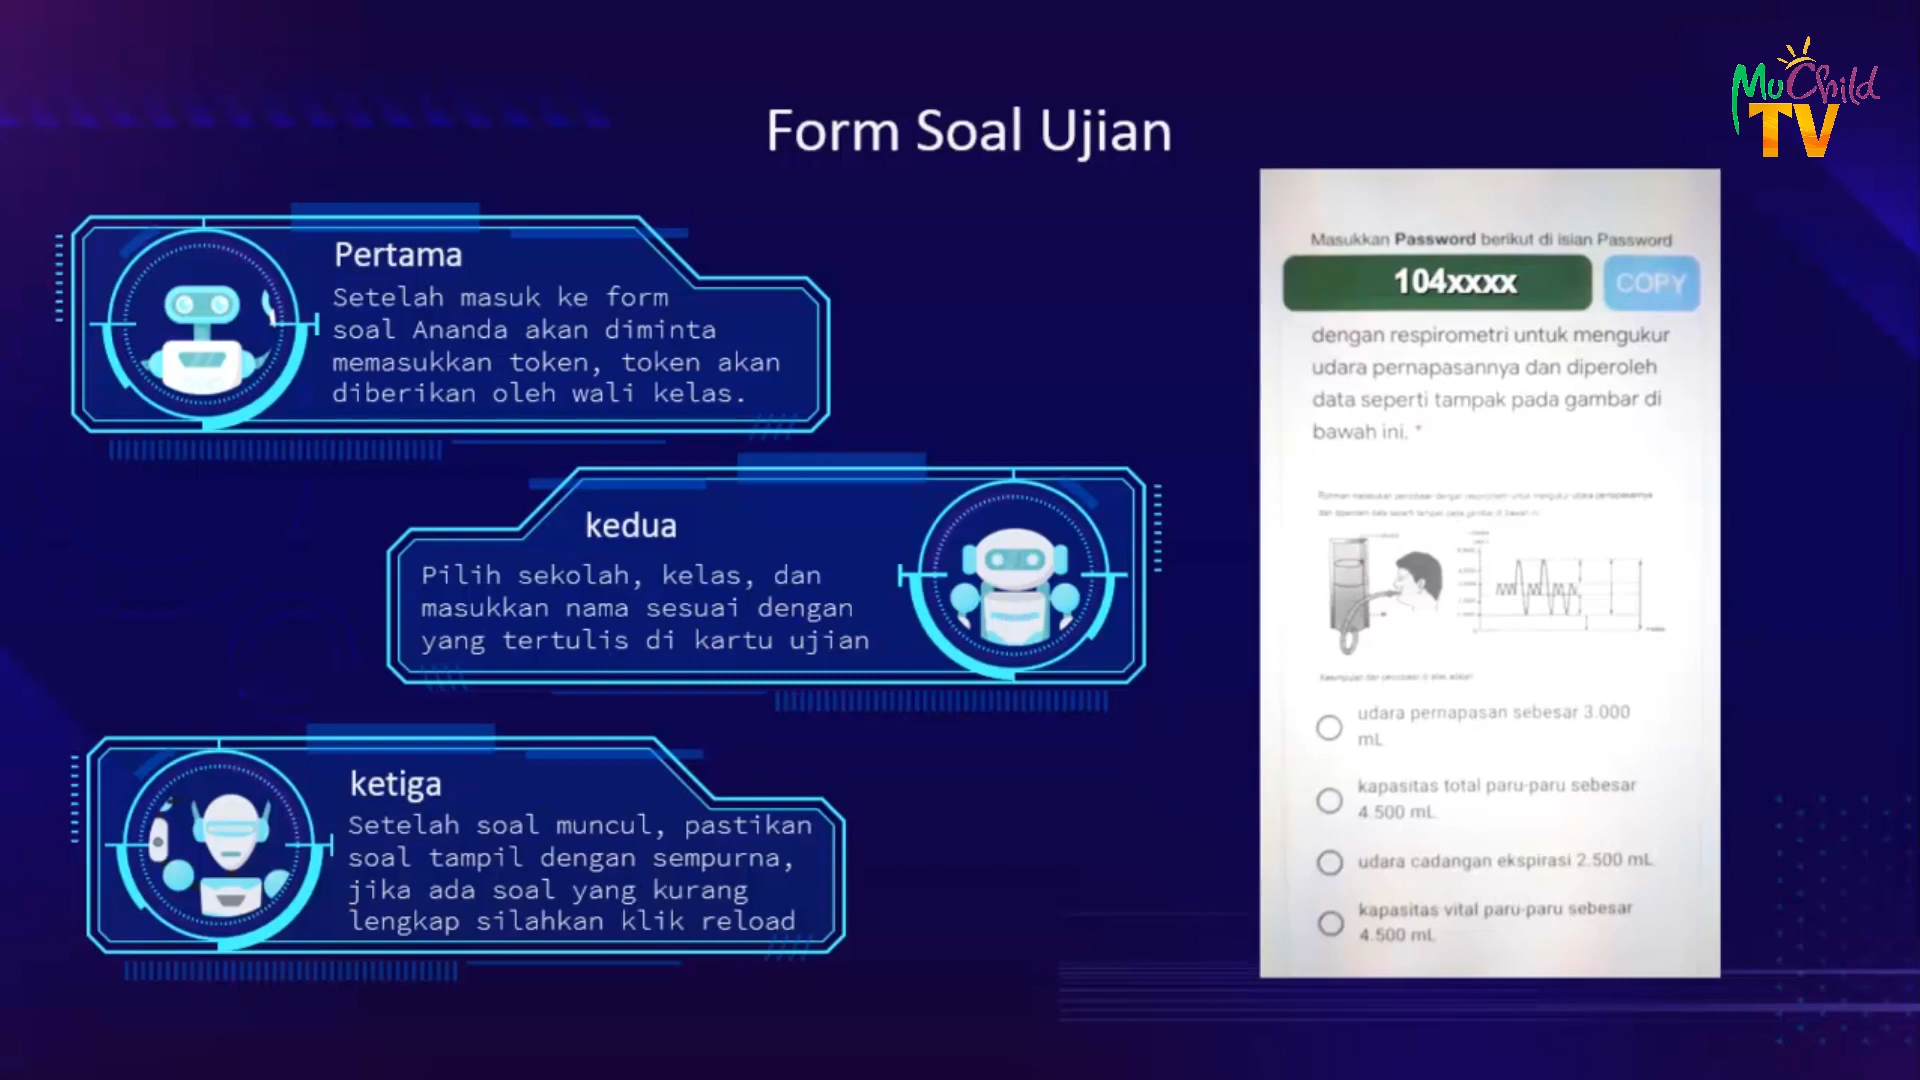 MuChild
TV
Form Soal Ujian
Pertama
Setelah masuk ke form
soal Ananda akan diminta
memasukkan token, token akan
diberikan oleh wali kelas.
kedua
Pilih sekolah, kelas, dan
masukkan nama sesuai dengan
yang tertulis di kartu ujian
ketiga
Setelah soal muncul, pastikan
soal tampil dengan sempurna,
jika ada soal yang kurang
lengkap silahkan klik reload
Masukkan Password berikut di isian Password
104xxxx
COPY
dengan respirometri untuk mengukur
udara pernapasannya dan diperoleh
data seperti tampak pada gambar di
bawah ini. *
udara pernapasan sebesar 3.000
mL
kapasitas total paru-paru sebesar
4.500 mL
udara cadangan ekspirasi 2.500 mL
kapasitas vital paru-paru sebesar
4.500 mL